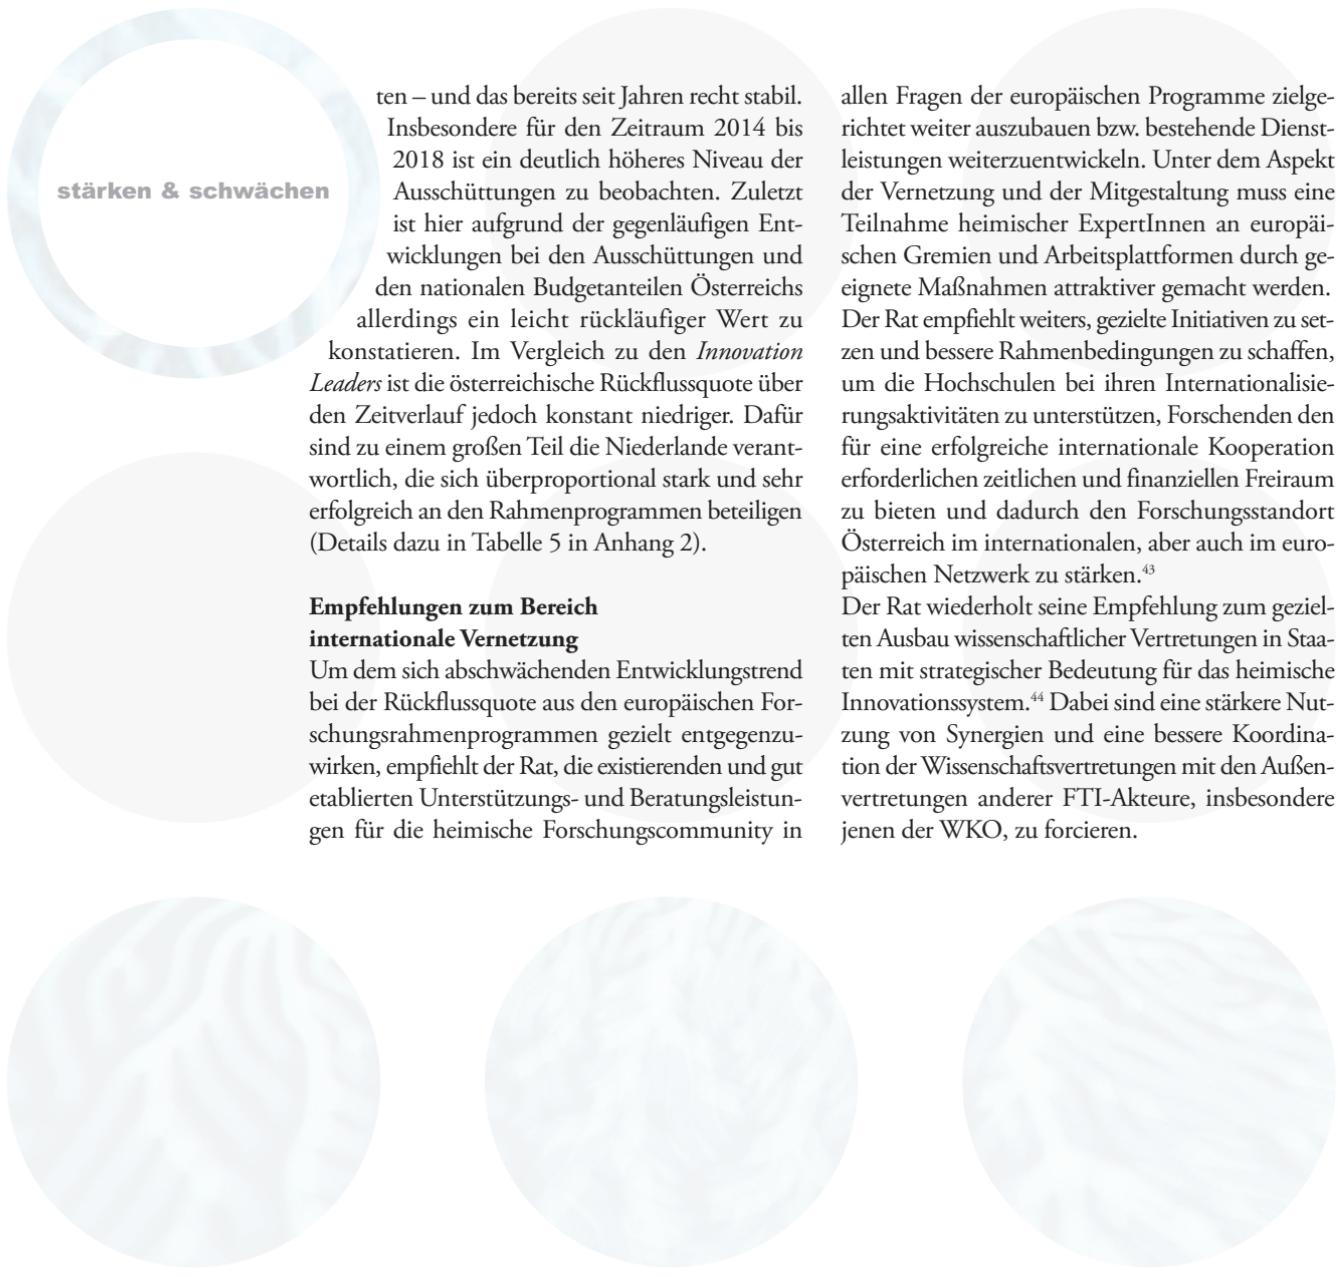 stärken & schwächen
ten – und das bereits seit Jahren recht stabil.
Insbesondere für den Zeitraum 2014 bis
2018 ist ein deutlich höheres Niveau der
Ausschüttungen zu beobachten. Zuletzt
ist hier aufgrund der gegenläufigen Ent-
wicklungen bei den Ausschüttungen und
den nationalen Budgetanteilen Österreichs
allerdings ein leicht rückläufiger Wert zu
konstatieren. Im Vergleich zu den Innovation
Leaders ist die österreichische Rückflussquote über
den Zeitverlauf jedoch konstant niedriger. Dafür
sind zu einem großen Teil die Niederlande verant-
wortlich, die sich überproportional stark und sehr
erfolgreich an den Rahmenprogrammen beteiligen
(Details dazu in Tabelle 5 in Anhang 2).
Empfehlungen zum Bereich
internationale Vernetzung
Um dem sich abschwächenden Entwicklungstrend
bei der Rückflussquote aus den europäischen For-
schungsrahmenprogrammen gezielt entgegenzu-
wirken, empfiehlt der Rat, die existierenden und gut
etablierten Unterstützungs- und Beratungsleistun-
gen für die heimische Forschungscommunity in
allen Fragen der europäischen Programme zielge-
richtet weiter auszubauen bzw. bestehende Dienst-
leistungen weiterzuentwickeln. Unter dem Aspekt
der Vernetzung und der Mitgestaltung muss eine
Teilnahme heimischer ExpertInnen an europäi-
schen Gremien und Arbeitsplattformen durch ge-
eignete Maßnahmen attraktiver gemacht werden.
Der Rat empfiehlt weiters, gezielte Initiativen zu set-
zen und bessere Rahmenbedingungen zu schaffen,
um die Hochschulen bei ihren Internationalisie-
rungsaktivitäten zu unterstützen, Forschenden den
für eine erfolgreiche internationale Kooperation
erforderlichen zeitlichen und finanziellen Freiraum
zu bieten und dadurch den Forschungsstandort
Österreich im internationalen, aber auch im euro-
päischen Netzwerk zu stärken.43
Der Rat wiederholt seine Empfehlung zum geziel-
ten Ausbau wissenschaftlicher Vertretungen in Staa-
ten mit strategischer Bedeutung für das heimische
Innovationssystem.44 Dabei sind eine stärkere Nut-
zung von Synergien und eine bessere Koordina-
tion der Wissenschaftsvertretungen mit den Außen-
vertretungen anderer FTI-Akteure, insbesondere
jenen der WKO, zu forcieren.